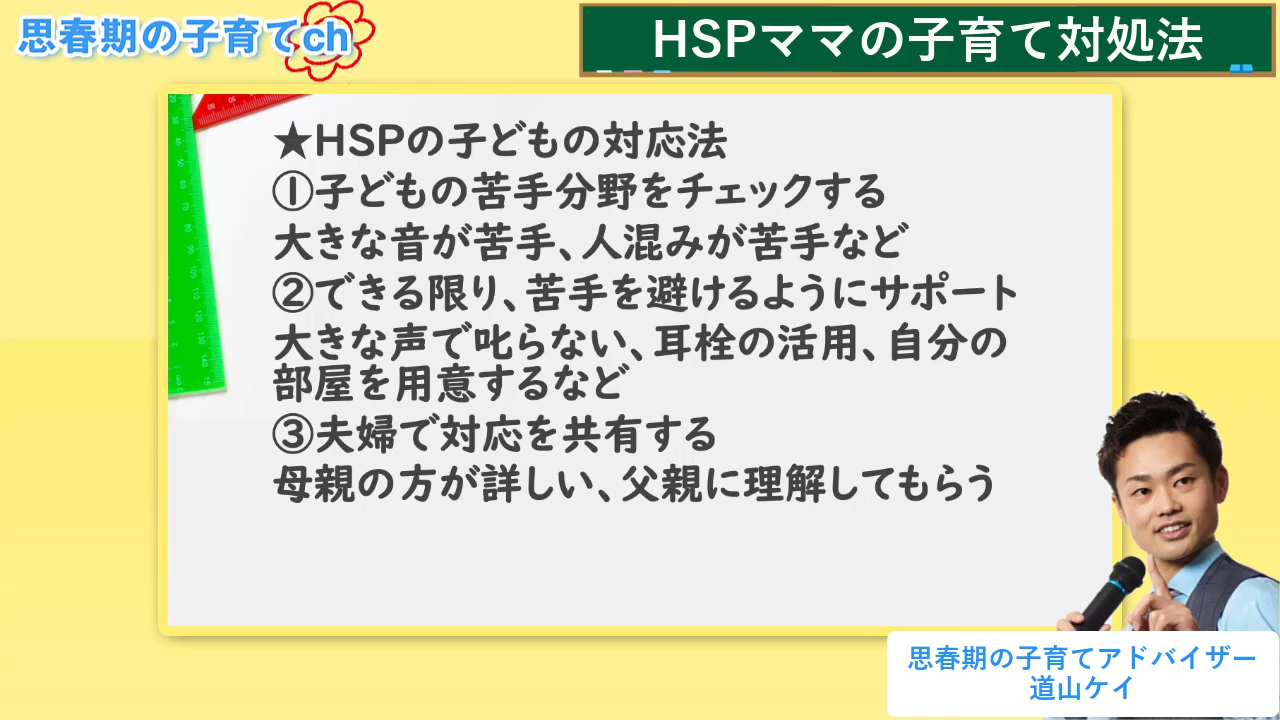 思春期の子育てch
HSPママの子育て対処法
★HSPの子どもの対応法
①子どもの苦手分野をチェックする
大きな音が苦手、人混みが苦手など
②できる限り、苦手を避けるようにサポート
大きな声で叱らない、耳栓の活用、自分の
部屋を用意するなど
③夫婦で対応を共有する
母親の方が詳しい、父親に理解してもらう
思春期の子育てアドバイザー
道山ケイ